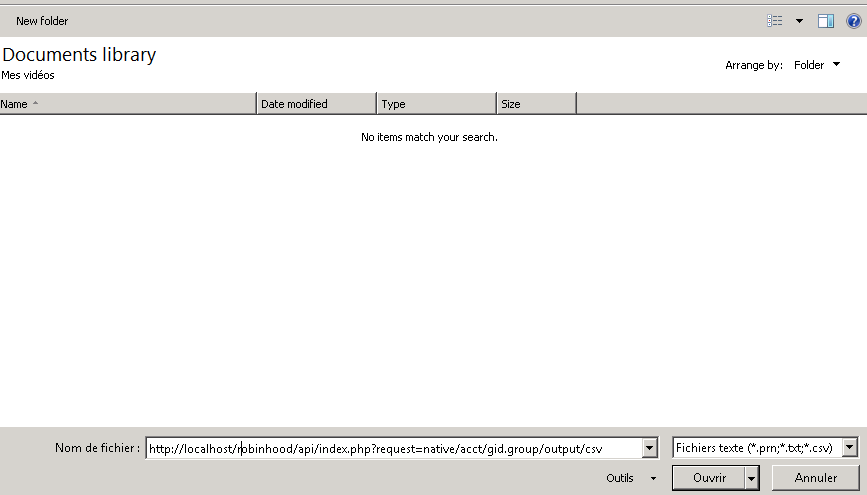 New folder
Documents library
Mes vidéos
Arrange by: Folder
Name Date modified Type Size
No items match your search.
Nom de fichier : http://localhost/robinhood/api/index.php?request=native/acct/gid.group/output/csv Fichiers texte (*.prn;*.txt;*.csv)
Outils Ouvrir Annuler